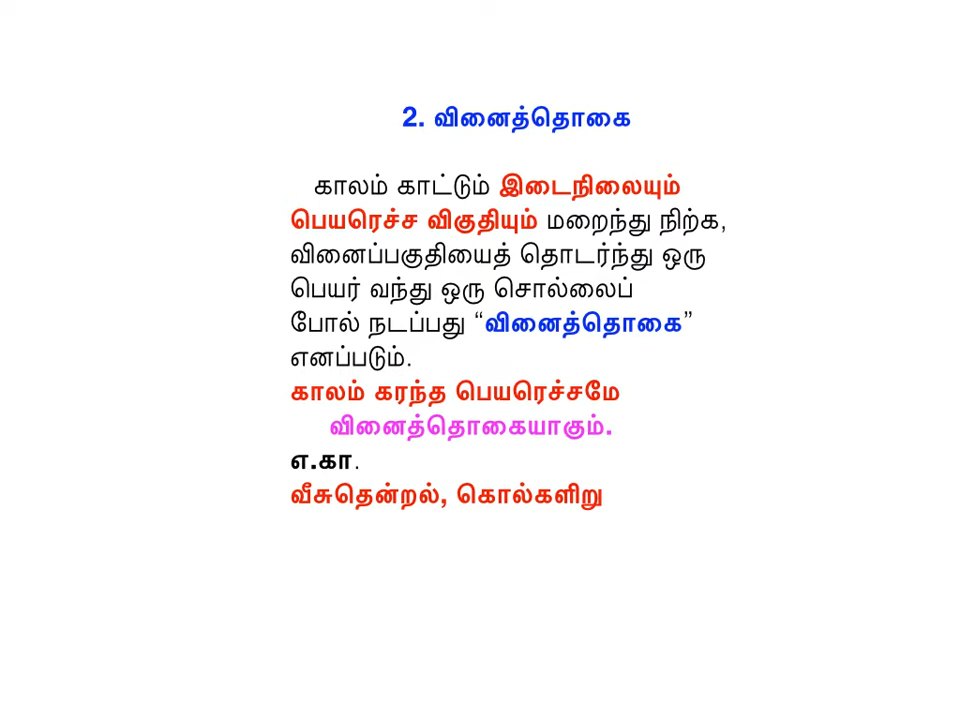 2. வினைத்தொகை
காலம் காட்டும் இடைநிலையும்
பெயரெச்ச விகுதியும் மறைந்து நிற்க,
வினைப்பகுதியைத் தொடர்ந்து ஒரு
பெயர் வந்து ஒரு சொல்லைப்
போல் நடப்பது “வினைத்தொகை”
எனப்படும்.
காலம் கரந்த பெயரெச்சமே
வினைத்தொகையாகும்.
எ.கா.
வீசுதென்றல், கொல்களிறு